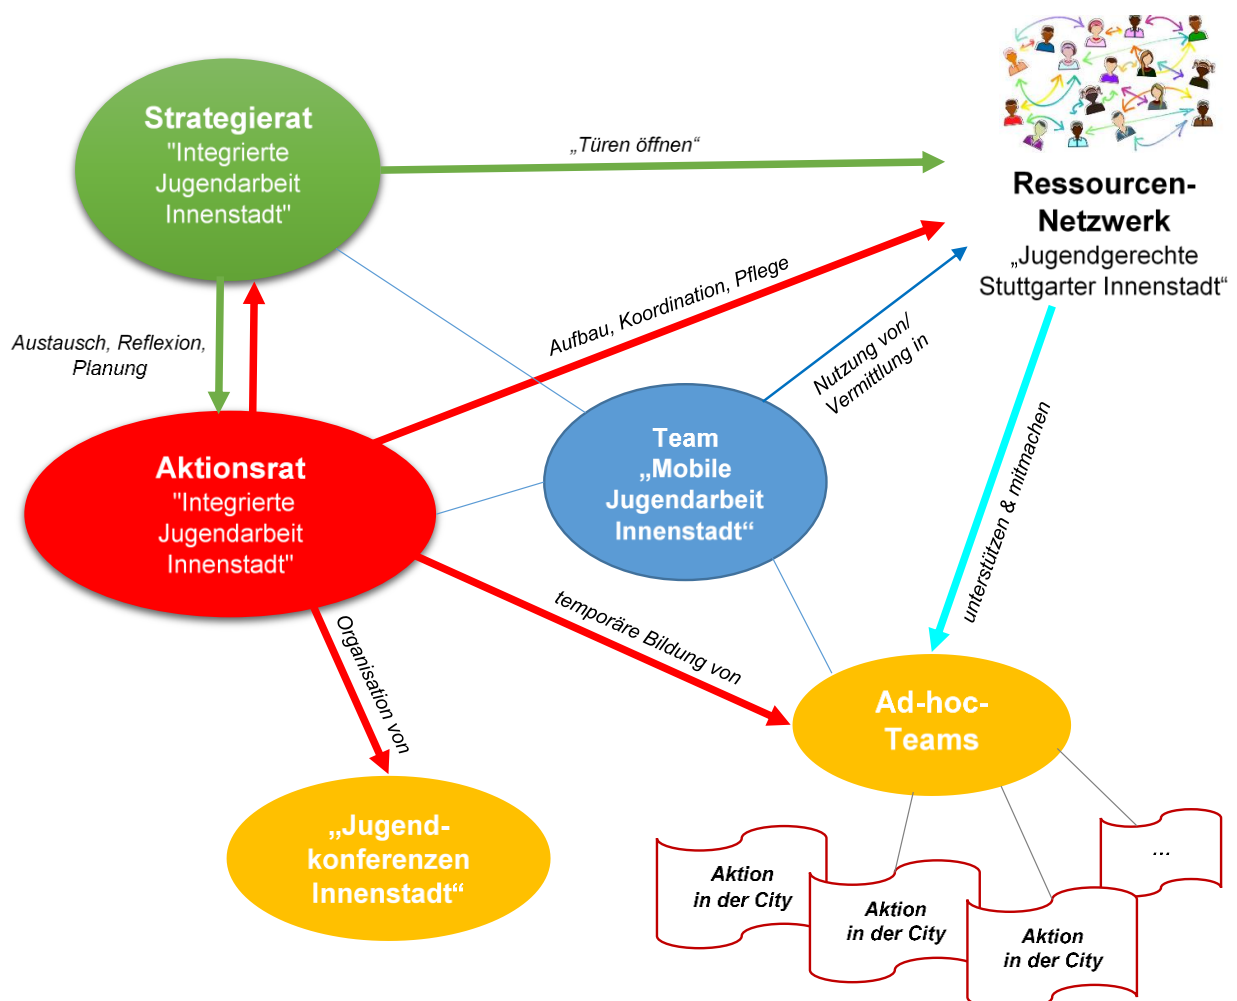 Strategierat
"Integrierte
Jugendarbeit
Innenstadt"
„Türen öffnen“
Ressourcen-
Netzwerk
„Jugendgerechte
Stuttgarter Innenstadt“
Austausch, Reflexion,
Planung
Aufbau, Koordination, Pflege
Nutzung von/
Vermittlung in
Aktionsrat
"Integrierte
Jugendarbeit
Innenstadt"
Team
„Mobile
Jugendarbeit
Innenstadt“
unterstützen & mitmachen
temporäre Bildung von
Organisation von
Ad-hoc-
Teams
„Jugend-
konferenzen
Innenstadt“
Aktion
in der City
Aktion
in der City
Aktion
in der City
...